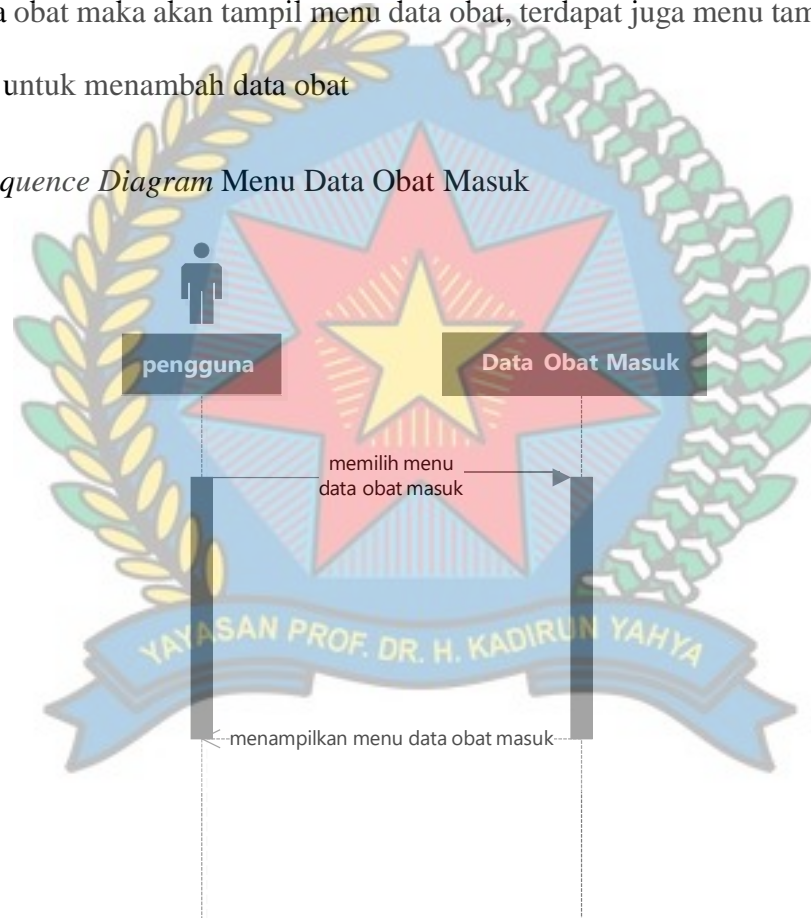 a obat maka akan tampil menu data obat, terdapat juga menu tam
untuk menambah data obat
quence Diagram Menu Data Obat Masuk
pengguna
Data Obat Masuk
memilih menu
data obat masuk
YAYASAN PROF. DR. H. KADIRUN YAHYA
menampilkan menu data obat masuk